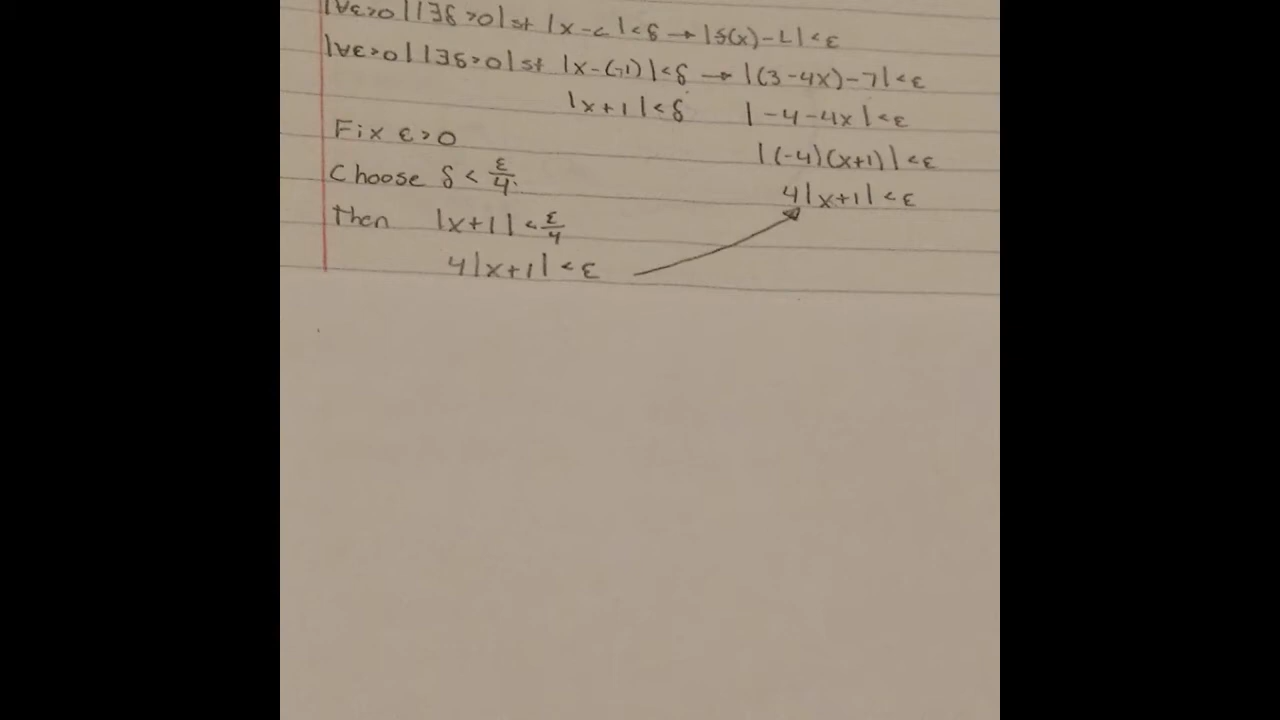 |∀ε>0||∃δ>0|st |x-c|<δ → |f(x)-L|<ε
|∀ε>0||∃δ>0|st |x-(-1)|<δ → |(3-4x)-7|<ε
|x+1|<δ |-4-4x|<ε
Fix ε>0 |(-4)(x+1)|<ε
Choose δ < ε/4. 4|x+1|<ε
Then |x+1| < ε/4
4|x+1|<ε